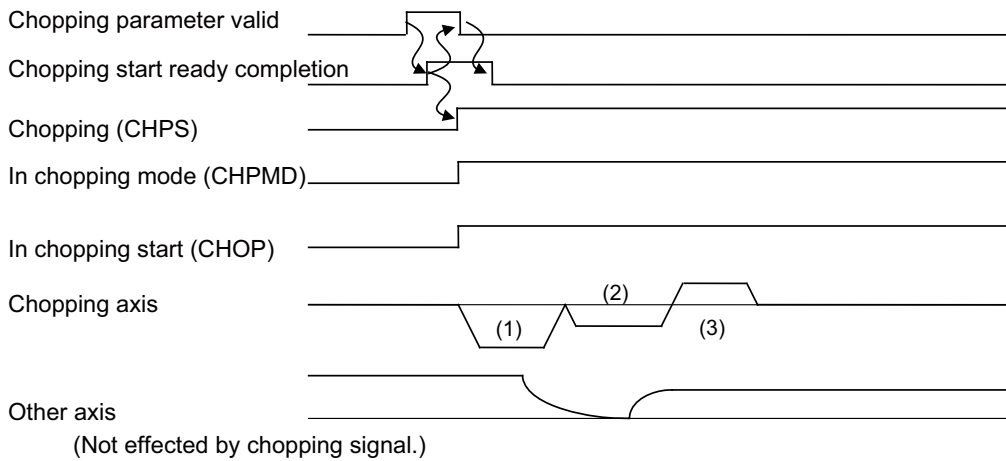 Chopping parameter valid
Chopping start ready completion
Chopping (CHPS)
In chopping mode (CHPMD)
In chopping start (CHOP)
Chopping axis
(1)
(2)
(3)
Other axis
(Not effected by chopping signal.)